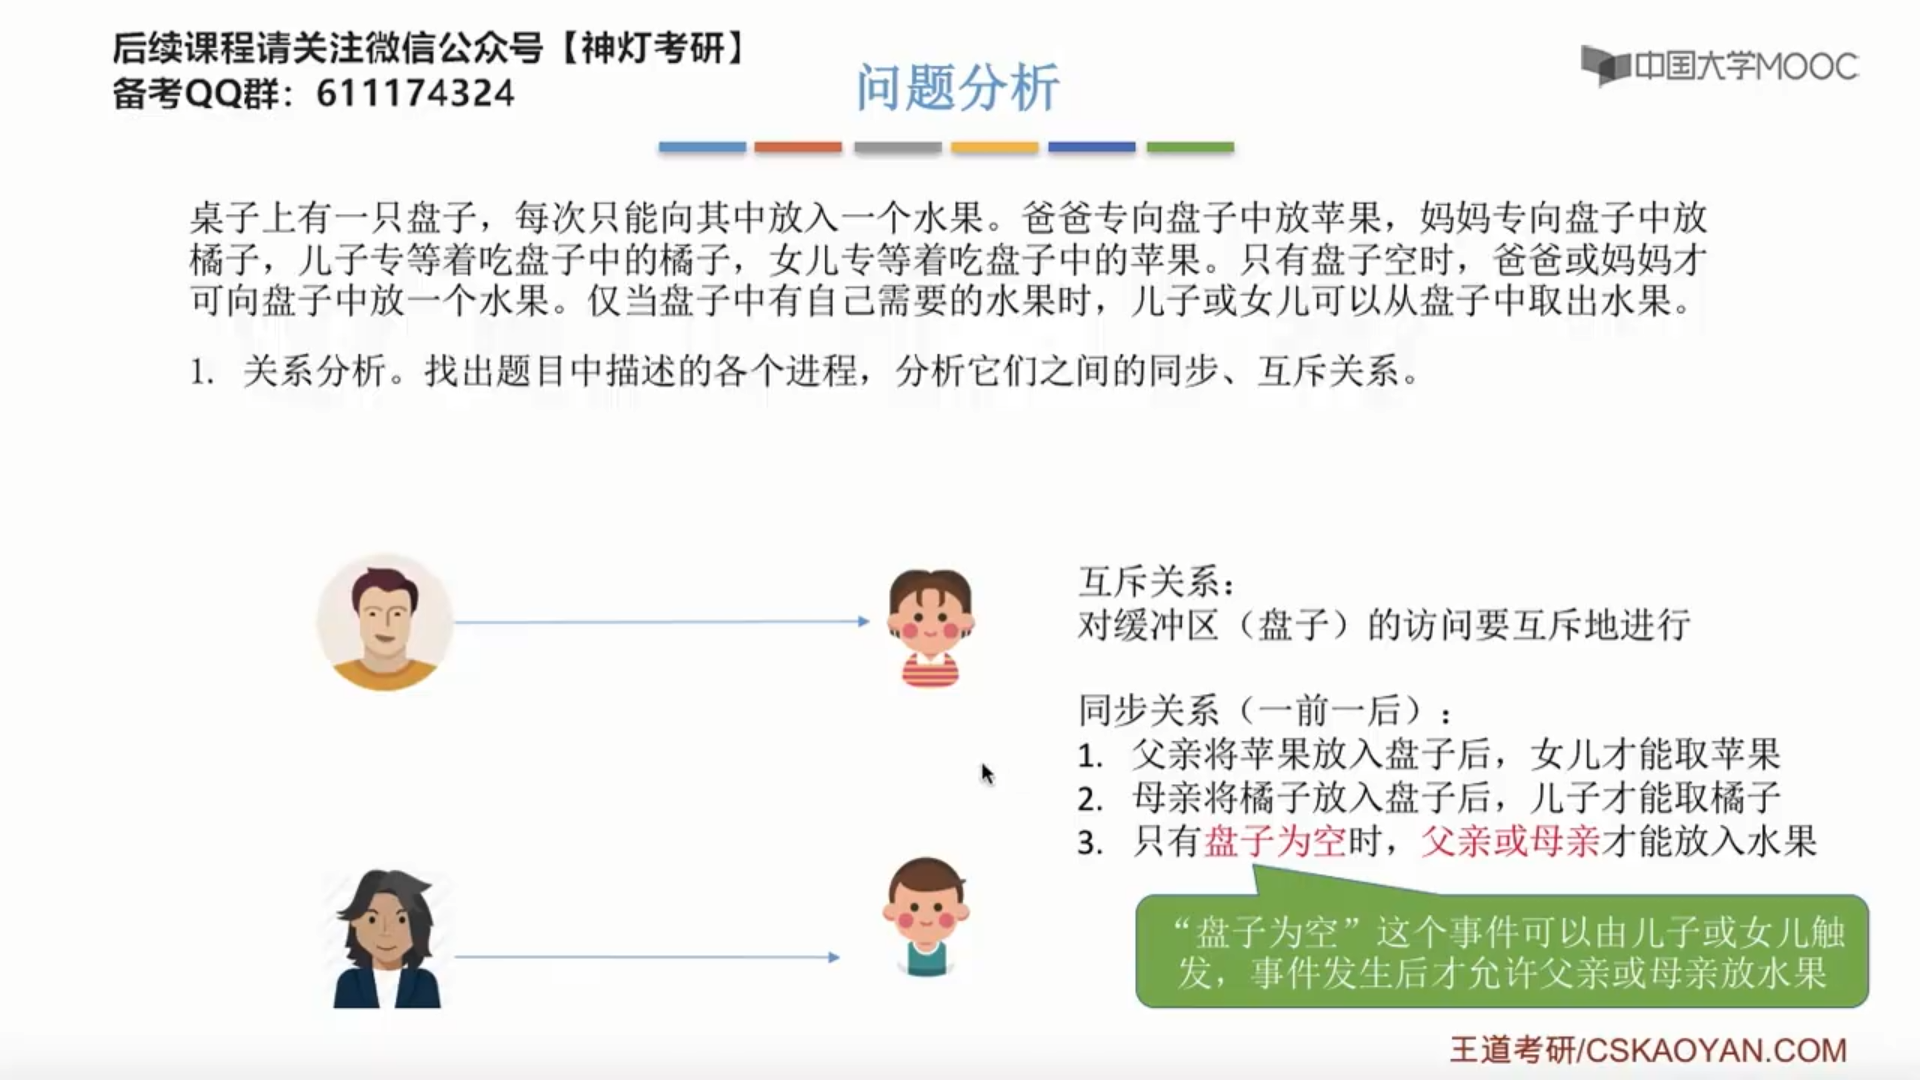 后续课程请关注微信公众号【神灯考研】
备考QQ群：611174324
问题分析
中国大学MOOC
桌子上有一只盘子，每次只能向其中放入一个水果。爸爸专向盘子中放苹果，妈妈专向盘子中放
橘子，儿子专等着吃盘子中的橘子，女儿专等着吃盘子中的苹果。只有盘子空时，爸爸或妈妈才
可向盘子中放一个水果。仅当盘子中有自己需要的水果时，儿子或女儿可以从盘子中取出水果。
1. 关系分析。找出题目中描述的各个进程，分析它们之间的同步、互斥关系。
互斥关系：
对缓冲区（盘子）的访问要互斥地进行
同步关系（一前一后）：
1. 父亲将苹果放入盘子后，女儿才能取苹果
2. 母亲将橘子放入盘子后，儿子才能取橘子
3. 只有盘子为空时，父亲或母亲才能放入水果
“盘子为空”这个事件可以由儿子或女儿触
发，事件发生后才允许父亲或母亲放水果
王道考研/CSKAOYAN.COM